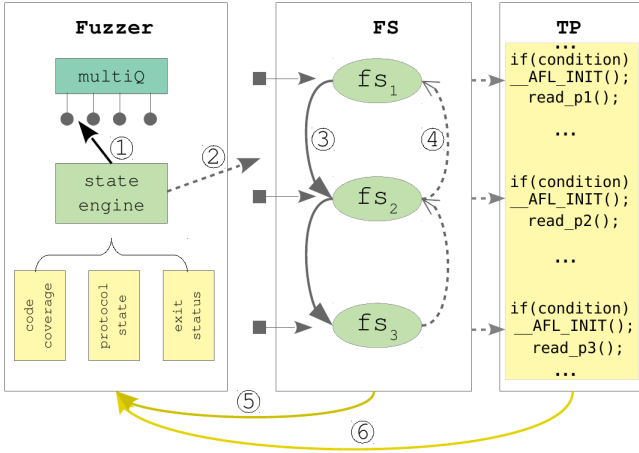 Fuzzer
multiQ
①
②
state
engine
code
coverage
protocol
state
exit
status
FS
fs1
③
④
fs2
fs3
TP
...
if(condition)
__AFL_INIT();
read_p1();
...
if(condition)
__AFL_INIT();
read_p2();
...
if(condition)
__AFL_INIT();
read_p3();
...
⑤
⑥